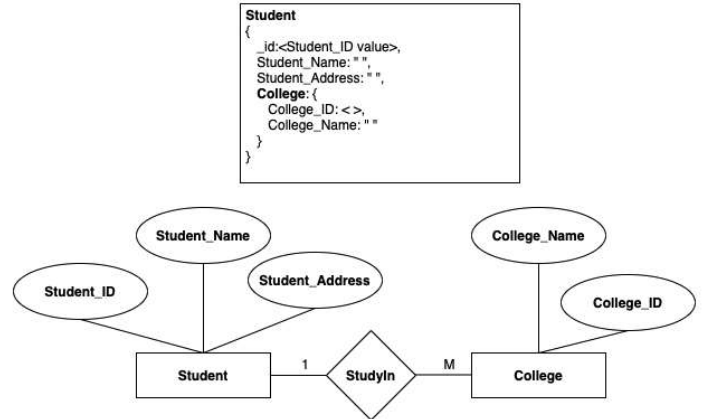 Student
{
_id:<Student_ID value>,
Student_Name: " ",
Student_Address: " ",
College: {
College_ID: < >,
College_Name: " "
}
}
Student_Name
College_Name
Student_ID
Student_Address
College_ID
Student
1
StudyIn
M
College